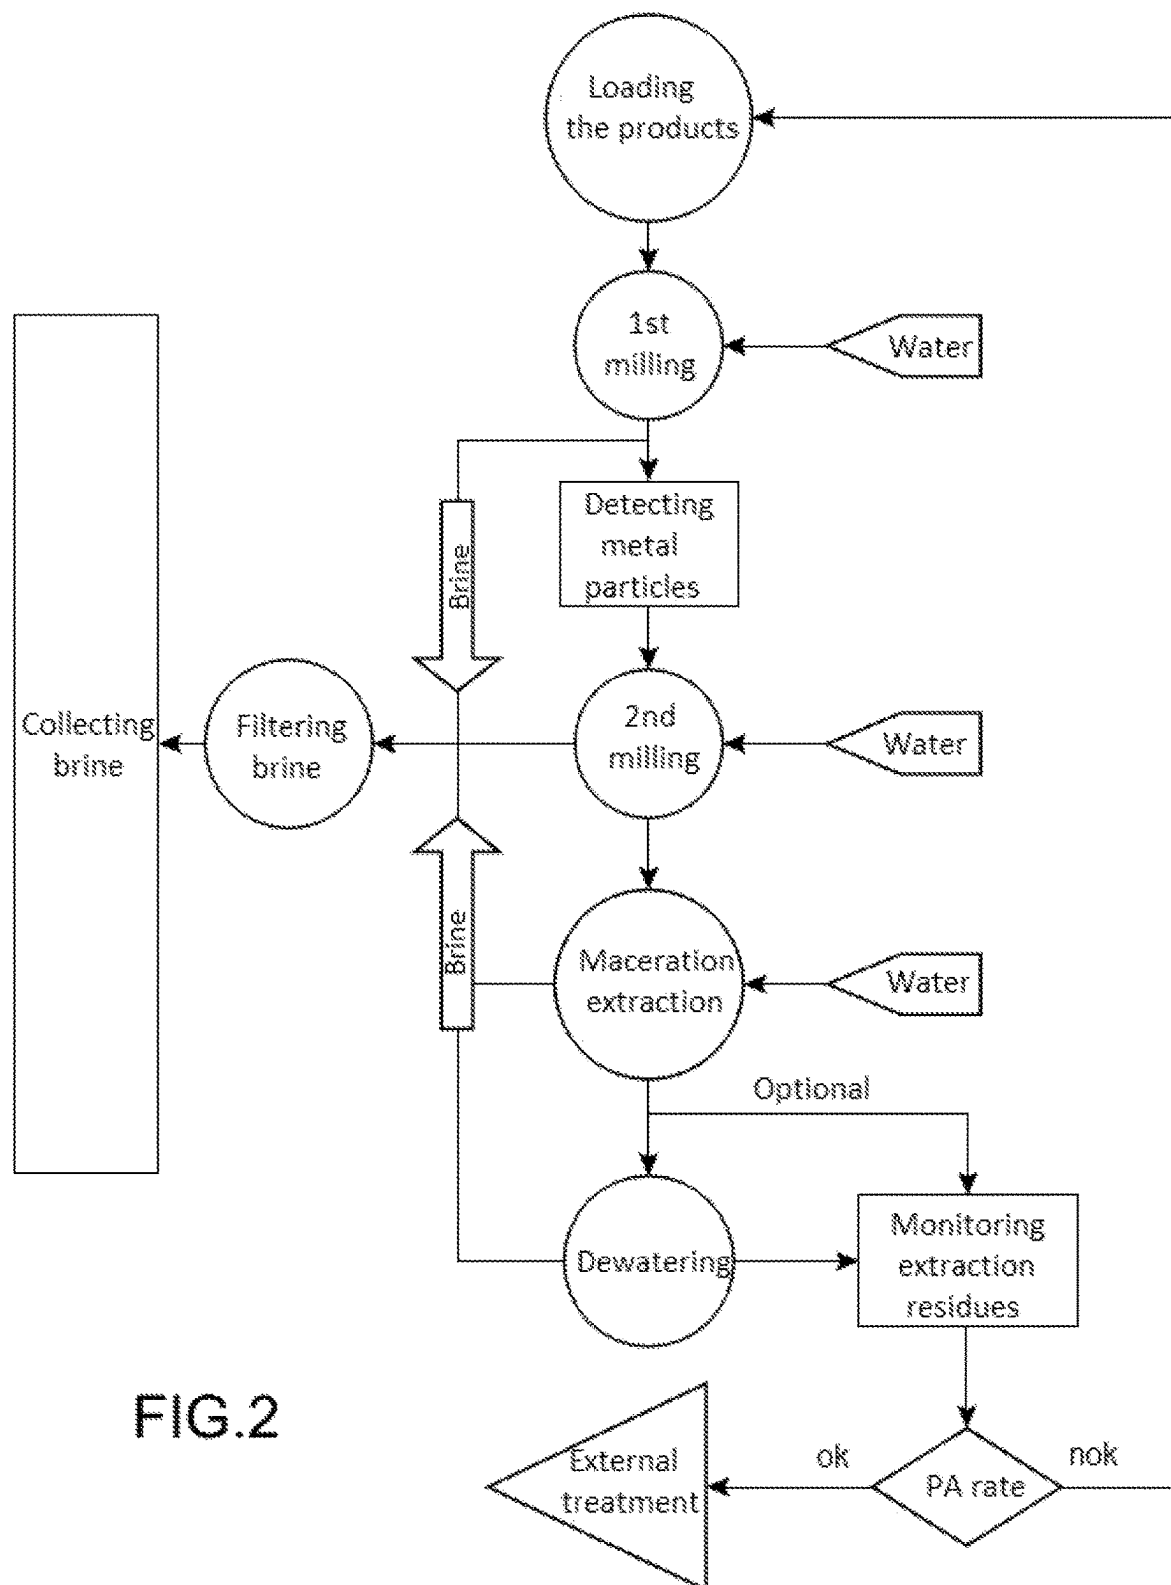 Loading
the products
1st
milling
Water
Detecting
metal
particles
Brine
Collecting
brine
Filtering
brine
2nd
milling
Water
Brine
Maceration
extraction
Water
Optional
Dewatering
Monitoring
extraction
residues
FIG.2
External
treatment
ok
PA rate
nok